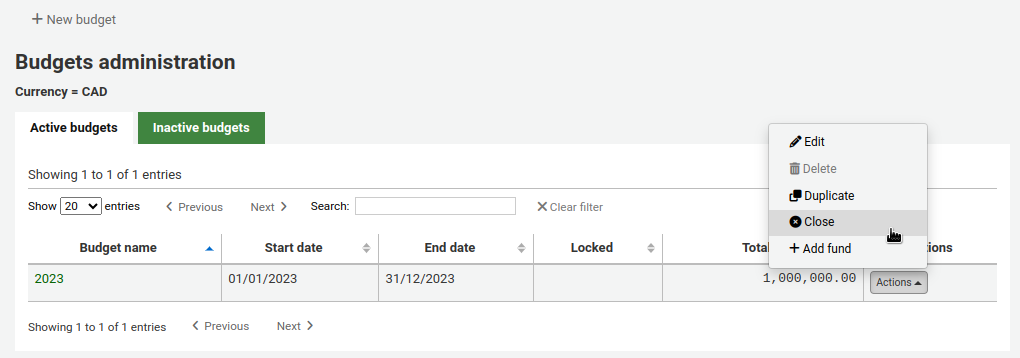 New budget
Budgets administration
Currency = CAD
Active budgets Inactive budgets
Edit
Showing 1 to 1 of 1 entries
Delete
Duplicate
Show 20 entries Previous Next Search: Clear filter
Close
Budget name Start date End date Locked Total
Add fund
2023 01/01/2023 31/12/2023 1,000,000.00 Actions
Showing 1 to 1 of 1 entries Previous Next